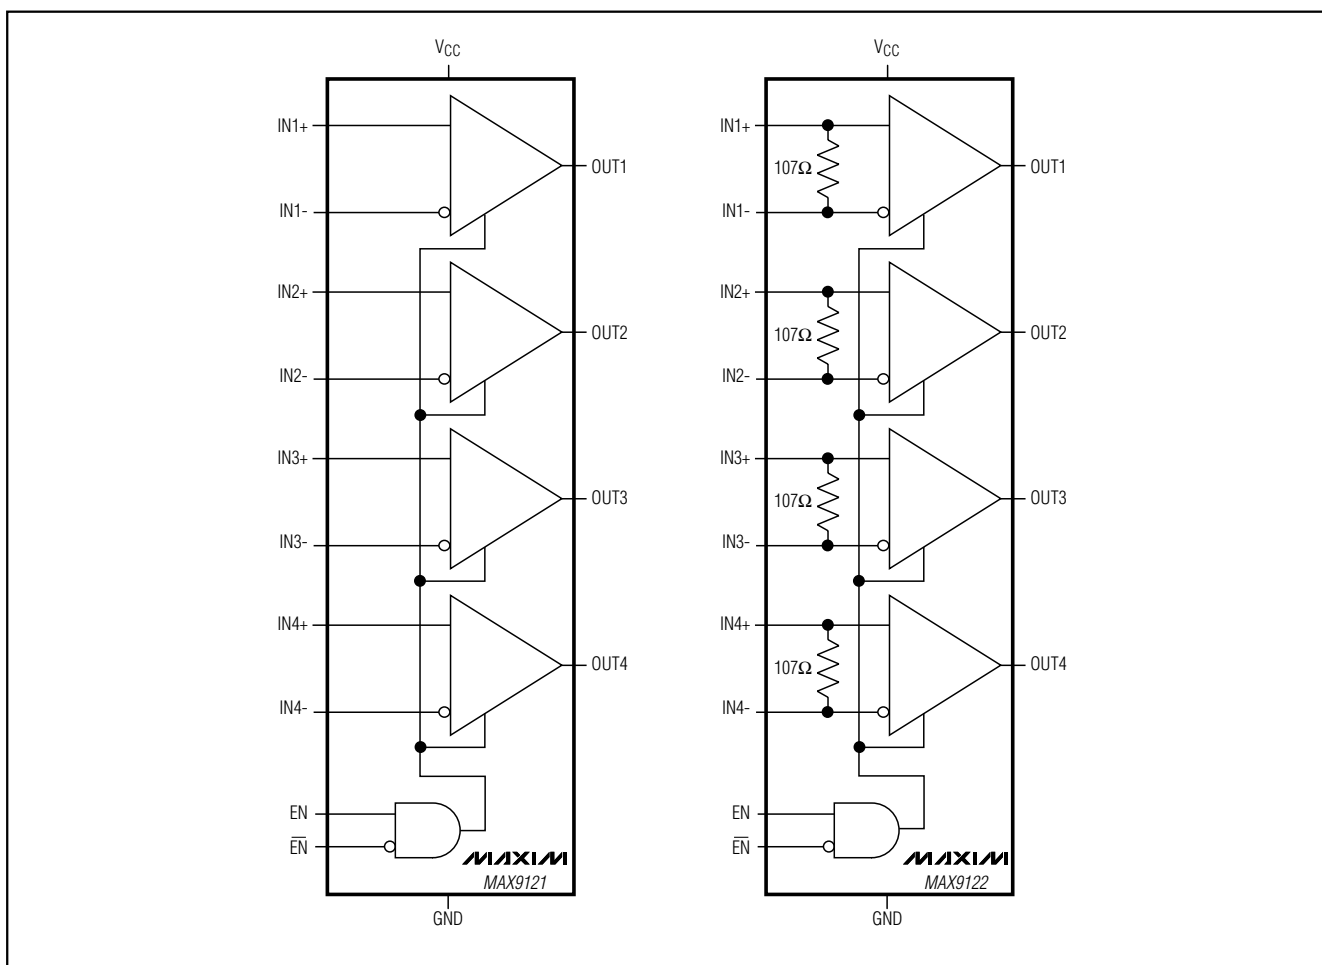 VCC
IN1+
OUT1
IN1-
IN2+
OUT2
IN2-
IN3+
OUT3
IN3-
IN4+
OUT4
IN4-
EN
E̅N̅
MAXIM
MAX9121
GND
VCC
IN1+
107Ω
OUT1
IN1-
IN2+
107Ω
OUT2
IN2-
IN3+
107Ω
OUT3
IN3-
IN4+
107Ω
OUT4
IN4-
EN
E̅N̅
MAXIM
MAX9122
GND